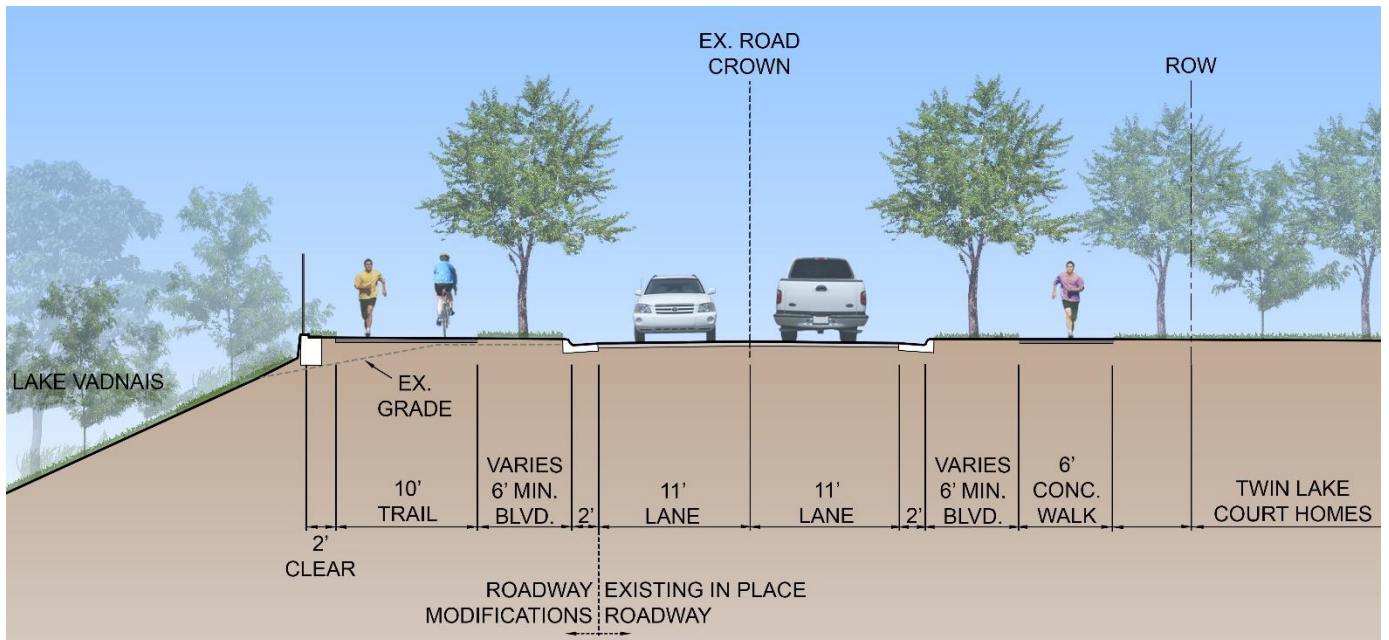 EX. ROAD
CROWN
ROW
LAKE VADNAIS
EX.
GRADE
2'
CLEAR
10'
TRAIL
VARIES
6' MIN.
BLVD.
2'
11'
LANE
11'
LANE
2'
VARIES
6' MIN.
BLVD.
6'
CONC.
WALK
TWIN LAKE
COURT HOMES
ROADWAY
MODIFICATIONS
EXISTING IN PLACE
ROADWAY